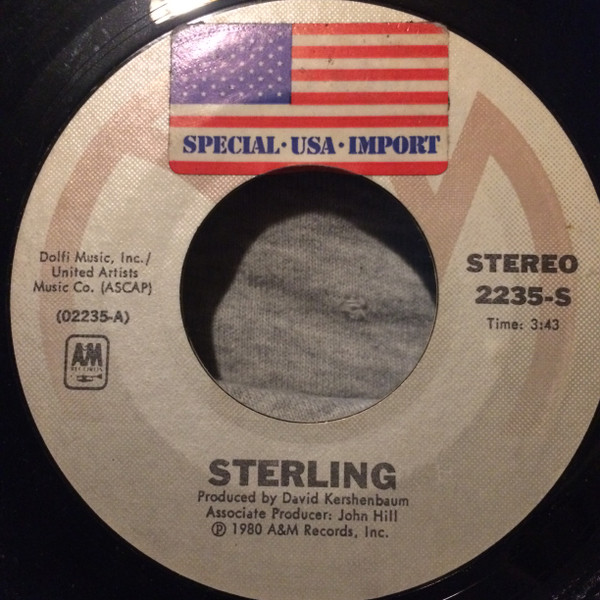 SPECIAL·USA·IMPORT
Dolfi Music, Inc./
United Artists
Music Co. (ASCAP)
(02235-A)
AM
RECORDS
STEREO
2235-S
Time: 3:43
STERLING
Produced by David Kershenbaum
Associate Producer: John Hill
℗ 1980 A&M Records, Inc.